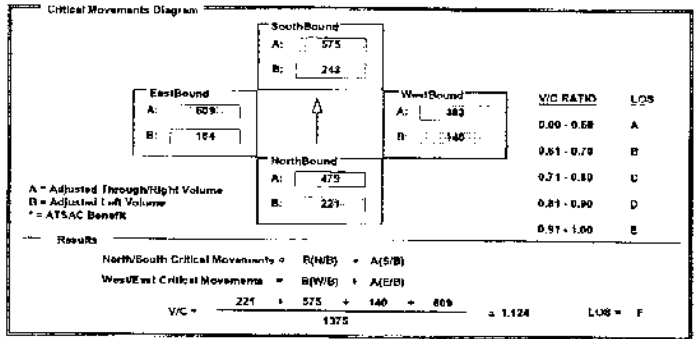 Critical Movements Diagram
SouthBound
A: 575
B: 243
EastBound
A: 609
B: 184
WestBound
A: 383
B: 140
NorthBound
A: 475
B: 221
V/C RATIO LOS
0.00 - 0.60 A
0.61 - 0.70 B
0.71 - 0.80 C
0.81 - 0.90 D
0.91 - 1.00 E
A = Adjusted Through/Right Volume
B = Adjusted Left Volume
* = ATSAC Benefit
Results
North/South Critical Movements = B(N/B) + A(S/B)
West/East Critical Movements = B(W/B) + A(E/B)
V/C = 221 + 575 + 140 + 609
1375
= 1.124 LOS = F